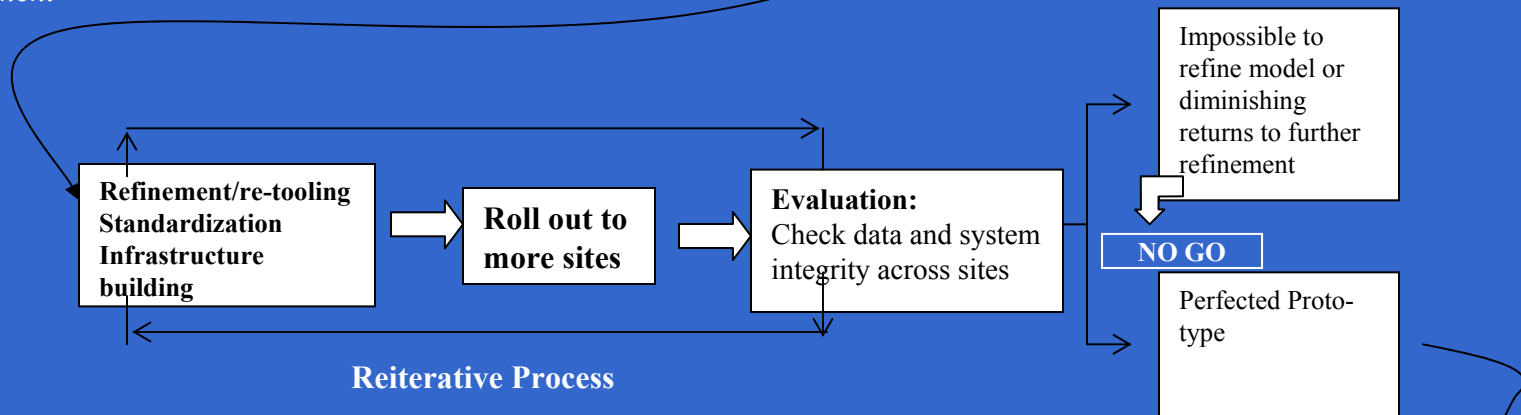 Refinement/re-tooling
Standardization
Infrastructure
building
Roll out to
more sites
Evaluation:
Check data and system
integrity across sites
Impossible to
refine model or
diminishing
returns to further
refinement
NO GO
Perfected Proto-
type
Reiterative Process